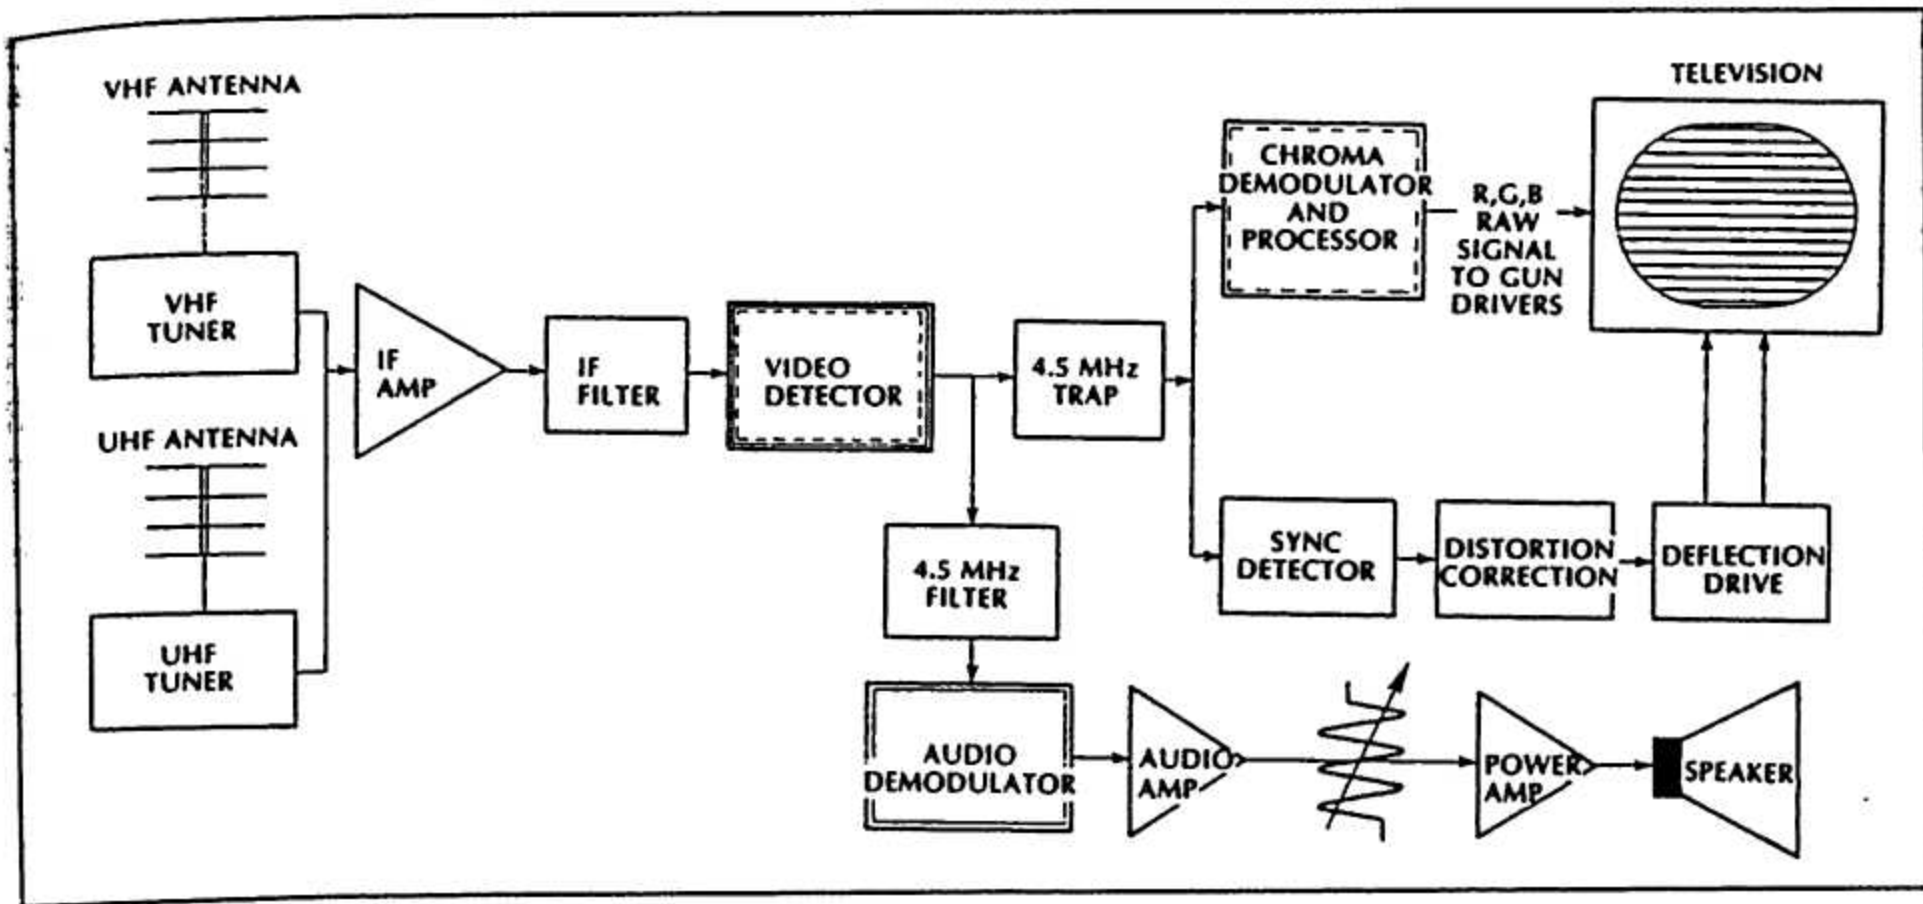 VHF ANTENNA
VHF
TUNER
UHF ANTENNA
UHF
TUNER
IF
AMP
IF
FILTER
VIDEO
DETECTOR
4.5 MHz
TRAP
4.5 MHz
FILTER
AUDIO
DEMODULATOR
AUDIO
AMP
POWER
AMP
SPEAKER
CHROMA
DEMODULATOR
AND
PROCESSOR
R,G,B
RAW
SIGNAL
TO GUN
DRIVERS
TELEVISION
SYNC
DETECTOR
DISTORTION
CORRECTION
DEFLECTION
DRIVE